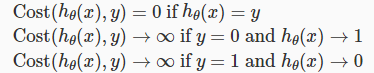 Cost(hθ(x), y) = 0 if hθ(x) = y
Cost(hθ(x), y) → ∞ if y = 0 and hθ(x) → 1
Cost(hθ(x), y) → ∞ if y = 1 and hθ(x) → 0